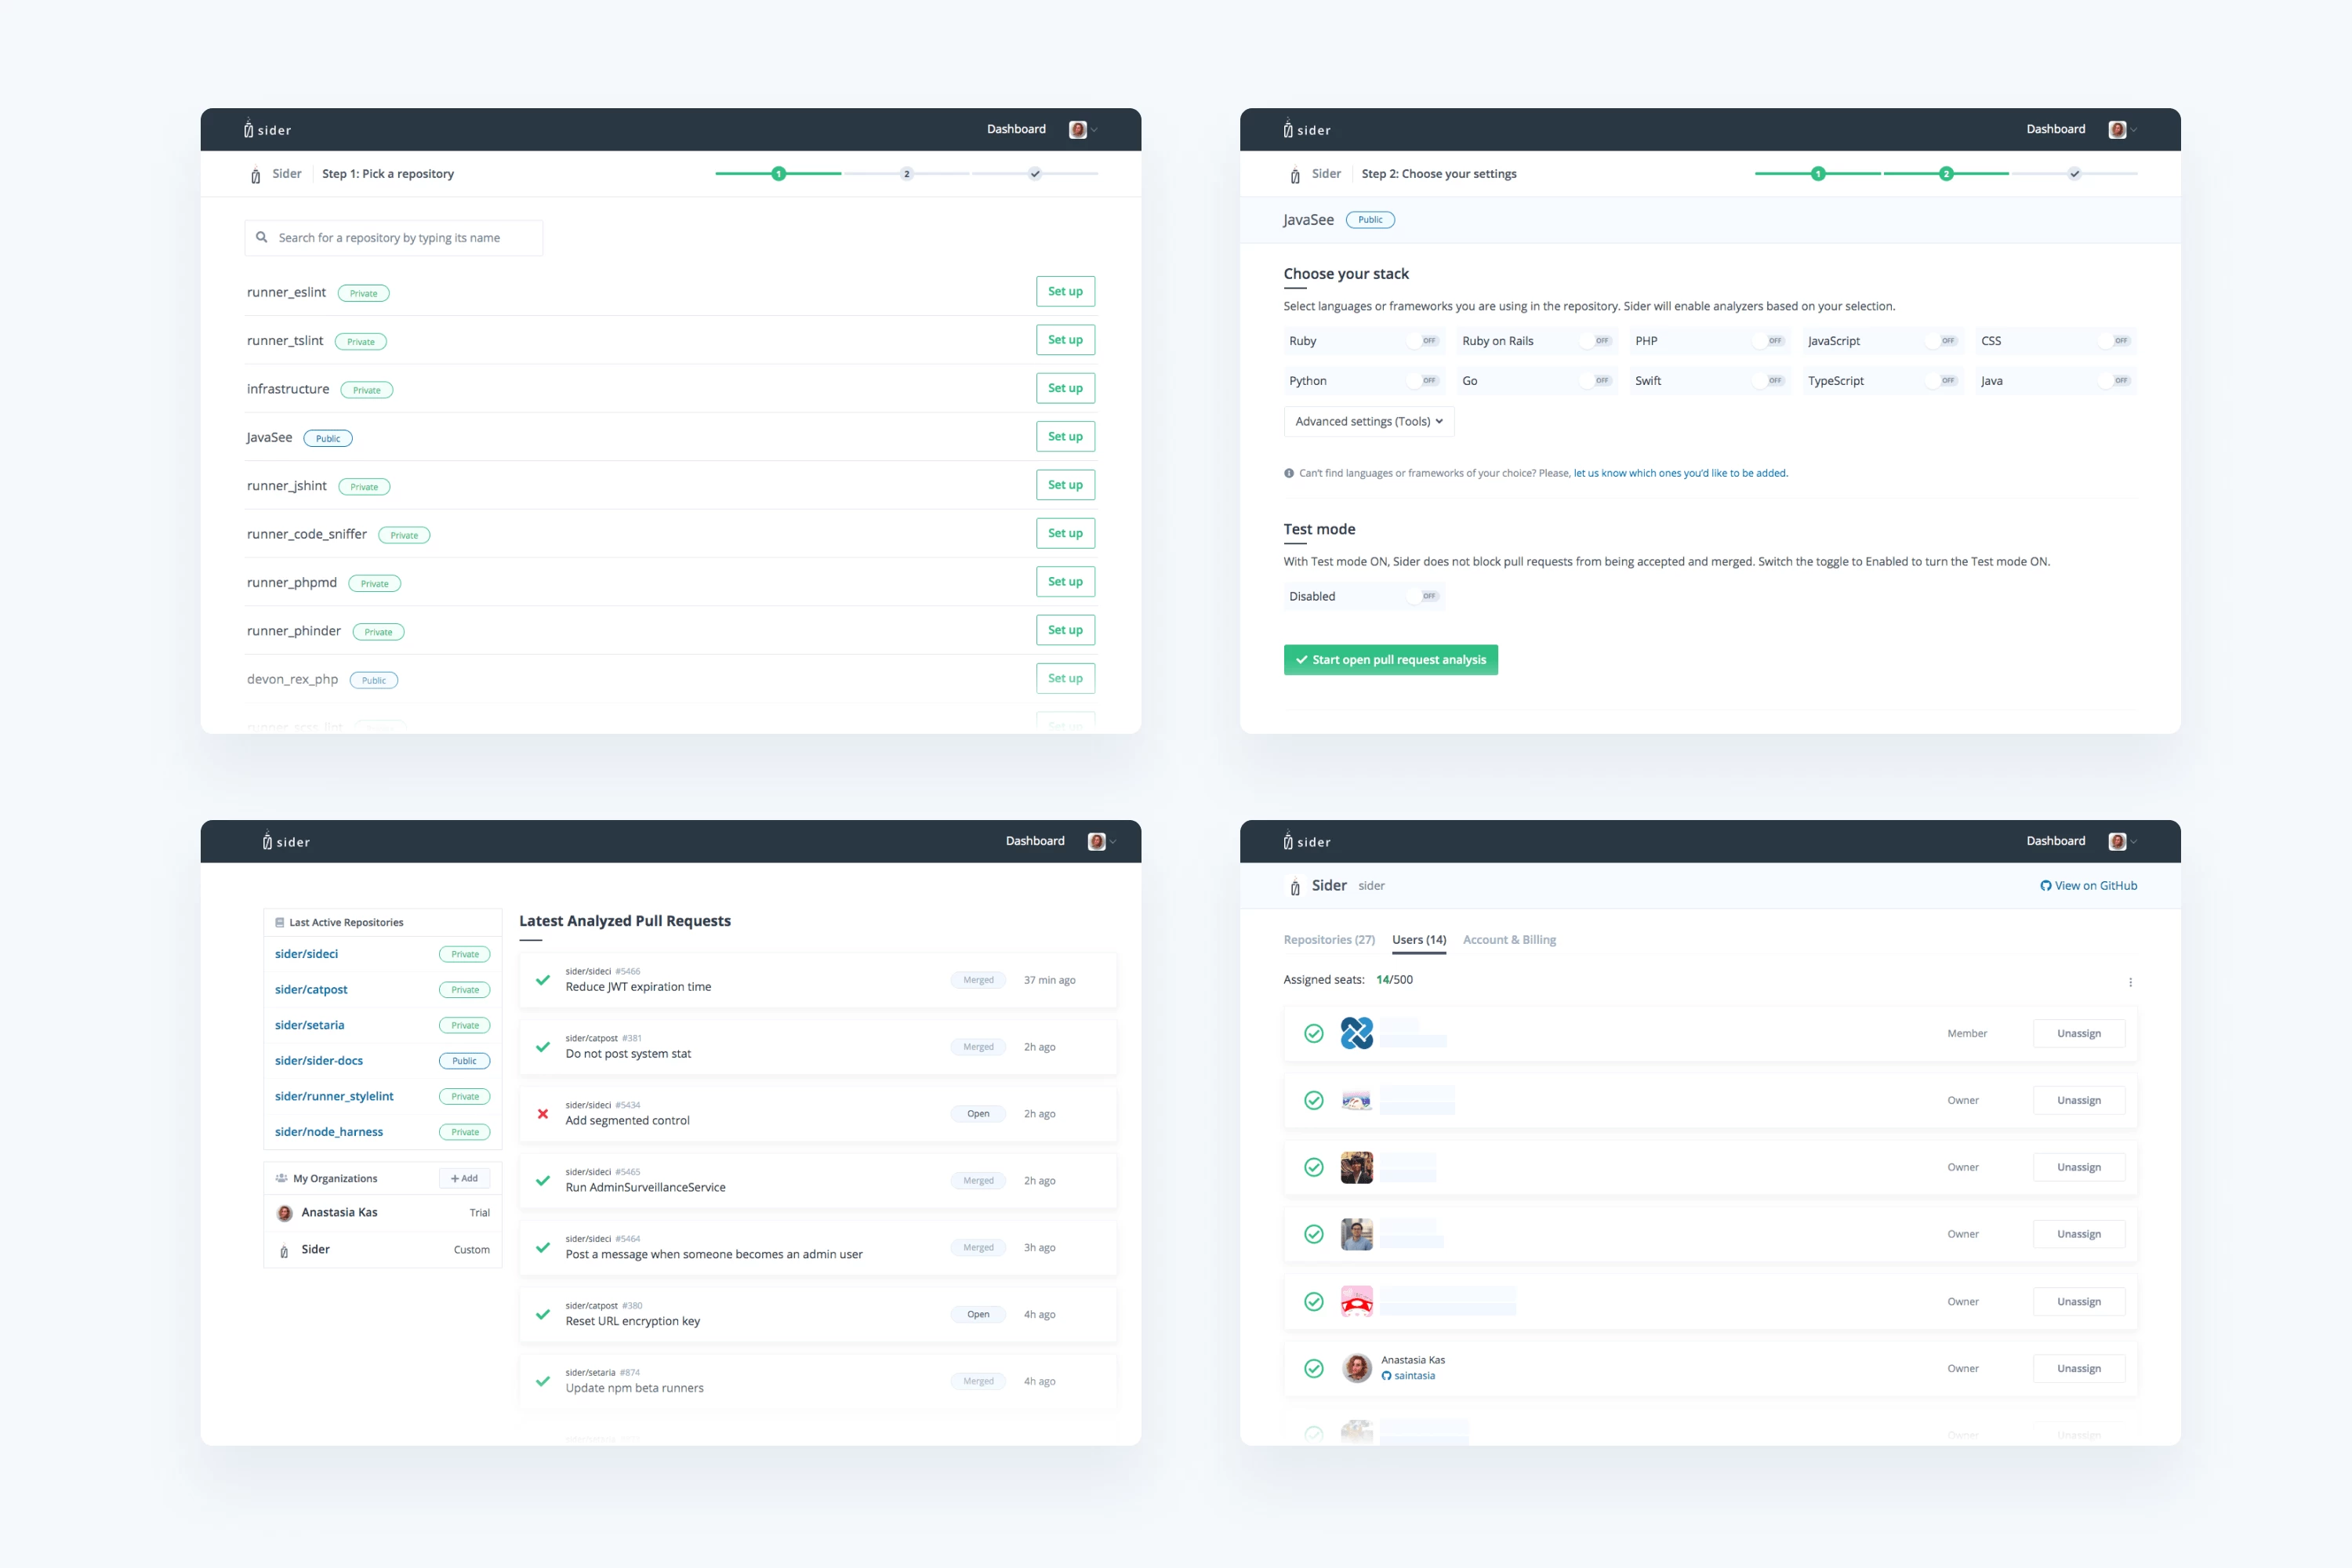 sider Dashboard
Sider Step 1: Pick a repository 1 2
Search for a repository by typing its name
runner_eslint Private Set up
runner_tslint Private Set up
infrastructure Private Set up
JavaSee Public Set up
runner_jshint Private Set up
runner_code_sniffer Private Set up
runner_phpmd Private Set up
runner_phinder Private Set up
devon_rex_php Public Set up
Set up
sider Dashboard
Sider Step 2: Choose your settings 1 2
JavaSee Public
Choose your stack
Select languages or frameworks you are using in the repository. Sider will enable analyzers based on your selection.
Ruby OFF Ruby on Rails OFF PHP OFF JavaScript OFF CSS OFF
Python OFF Go OFF Swift OFF TypeScript OFF Java OFF
Advanced settings (Tools)
Can't find languages or frameworks of your choice? Please, let us know which ones you'd like to be added.
Test mode
With Test mode ON, Sider does not block pull requests from being accepted and merged. Switch the toggle to Enabled to turn the Test mode ON.
Disabled OFF
Start open pull request analysis
sider Dashboard
Last Active Repositories
sider/sideci Private
sider/catpost Private
sider/setaria Private
sider/sider-docs Public
sider/runner_stylelint Private
sider/node_harness Private
My Organizations + Add
Anastasia Kas Trial
Sider Custom
Latest Analyzed Pull Requests
sider/sideci #5466
Reduce JWT expiration time Merged 37 min ago
sider/catpost #381
Do not post system stat Merged 2h ago
sider/sideci #5434
Add segmented control Open 2h ago
sider/sideci #5465
Run AdminSurveillanceService Merged 2h ago
sider/sideci #5464
Post a message when someone becomes an admin user Merged 3h ago
sider/catpost #380
Reset URL encryption key Open 4h ago
sider/setaria #874
Update npm beta runners Merged 4h ago
sider Dashboard
Sider sider View on GitHub
Repositories (27) Users (14) Account & Billing
Assigned seats: 14/500
Member Unassign
Owner Unassign
Owner Unassign
Owner Unassign
Owner Unassign
Anastasia Kas
saintasia Owner Unassign
Owner Unassign